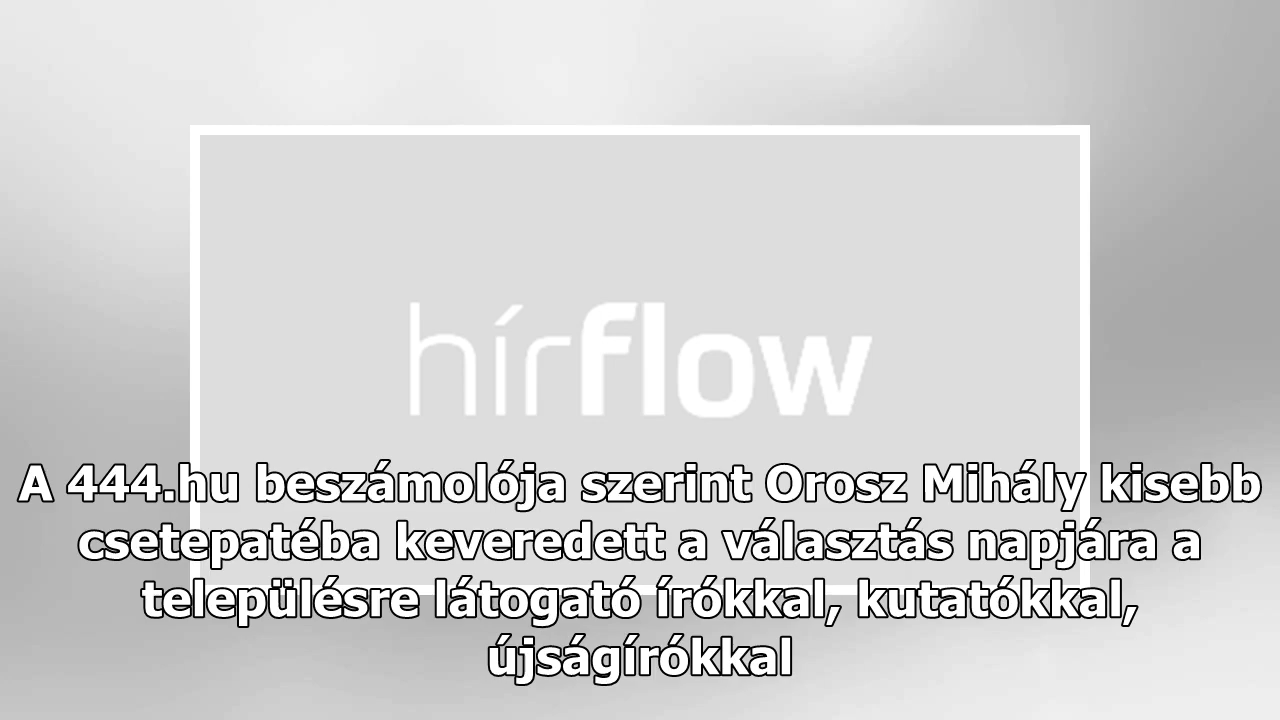 hírflow
A 444.hu beszámolója szerint Orosz Mihály kisebb
csetepatéba keveredett a választás napjára a
településre látogató írókkal, kutatókkal,
újságírókkal